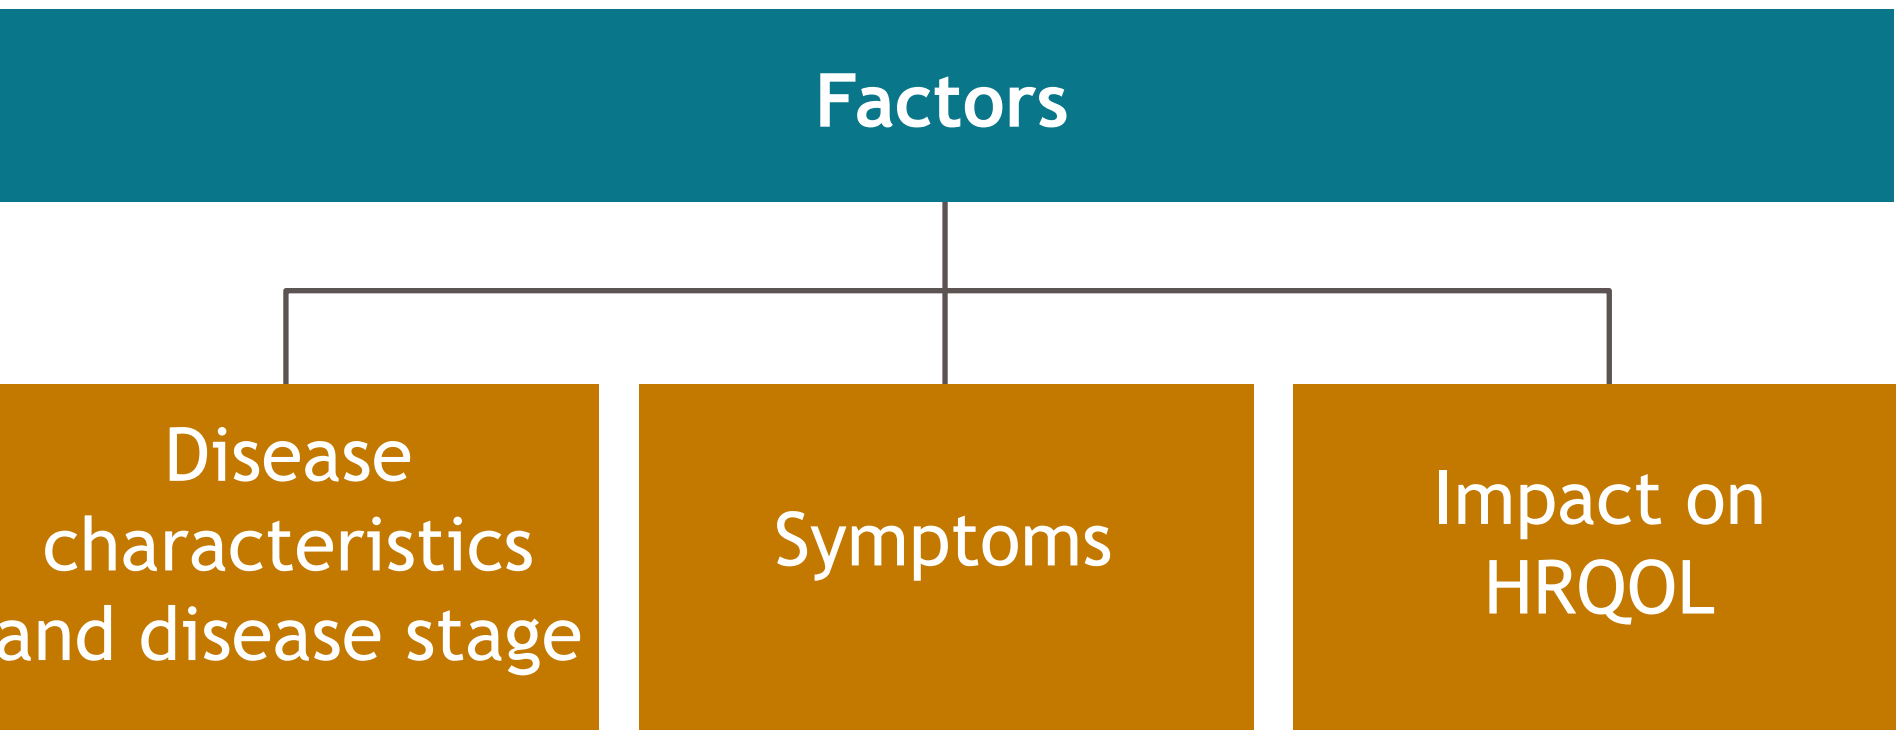 Factors
Disease
characteristics
and disease stage
Symptoms
Impact on
HRQOL